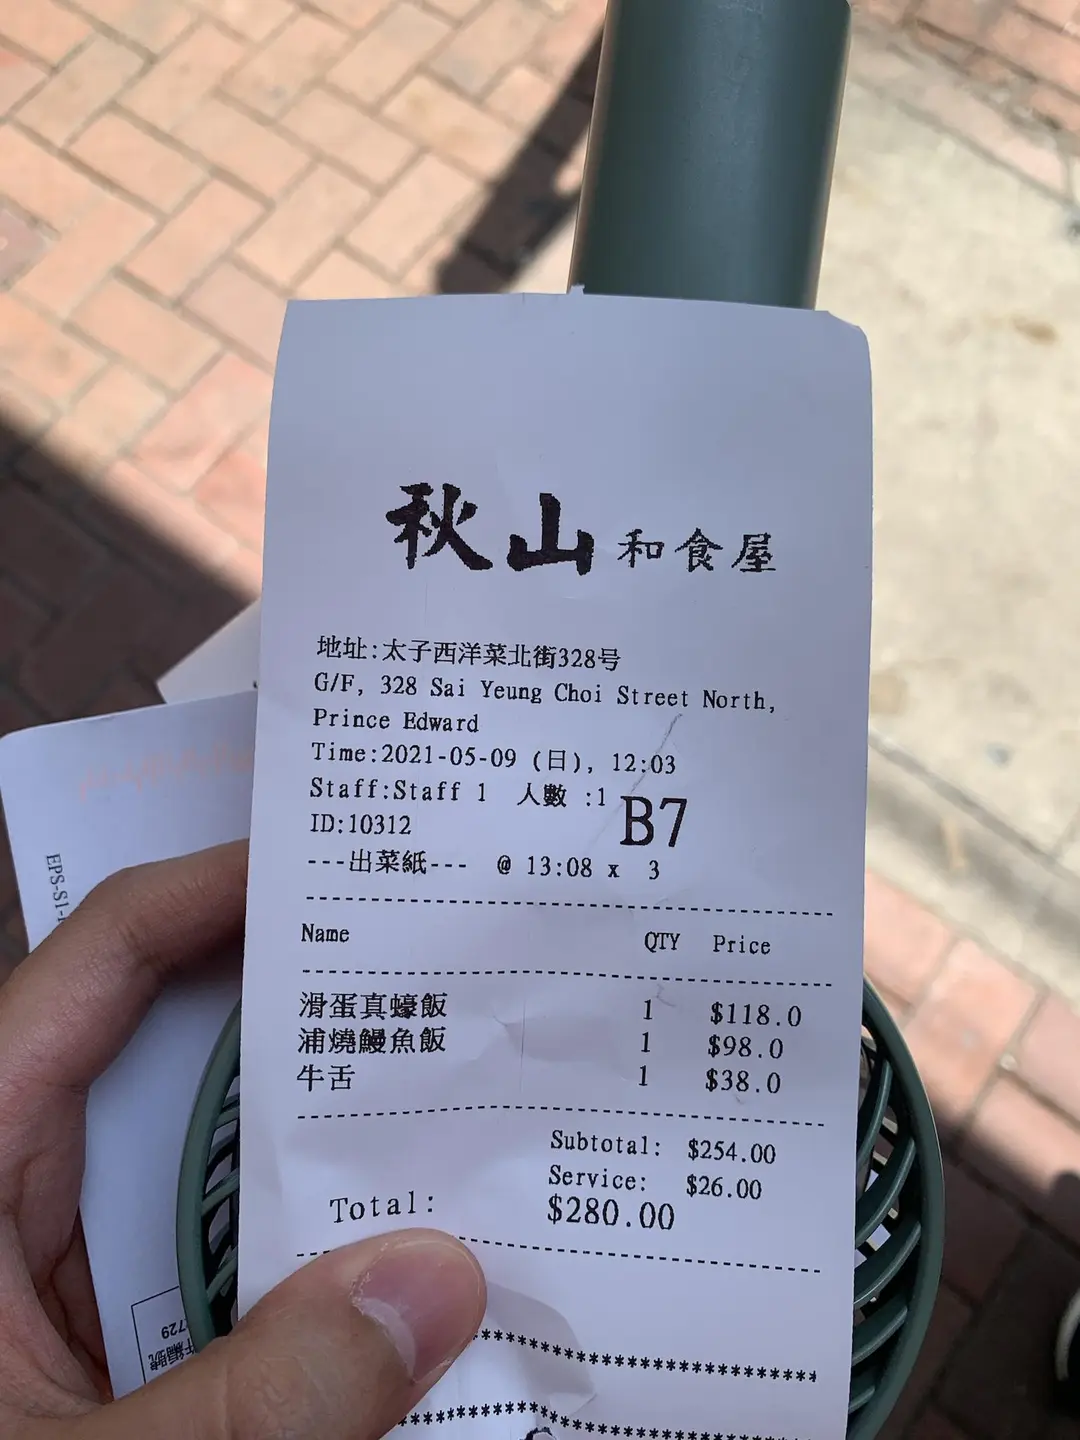 秋山和食屋
地址:太子西洋菜北街328号
G/F, 328 Sai Yeung Choi Street North,
Prince Edward
Time:2021-05-09 (日), 12:03
Staff:Staff 1 人數 :1
B7
ID:10312
---出菜紙--- @ 13:08 x 3
Name QTY Price
滑蛋真蠔飯 1 $118.0
浦燒鰻魚飯 1 $98.0
牛舌 1 $38.0
Subtotal: $254.00
Service: $26.00
Total: $280.00
EPS-S1-